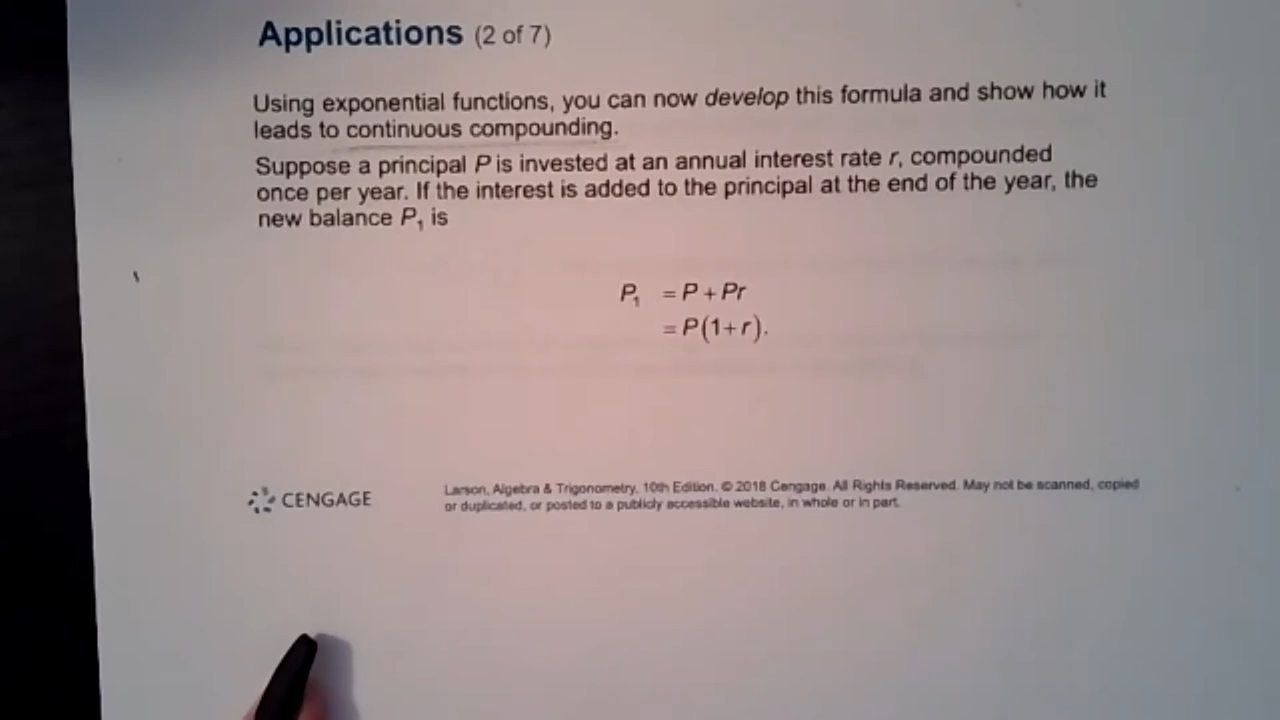 Applications (2 of 7)
Using exponential functions, you can now develop this formula and show how it
leads to continuous compounding.
Suppose a principal P is invested at an annual interest rate r, compounded
once per year. If the interest is added to the principal at the end of the year, the
new balance P₁ is
P₁ = P + Pr
= P(1+r).
CENGAGE
Larson, Algebra & Trigonometry, 10th Edition. © 2018 Cengage. All Rights Reserved. May not be scanned, copied
or duplicated, or posted to a publicly accessible website, in whole or in part.